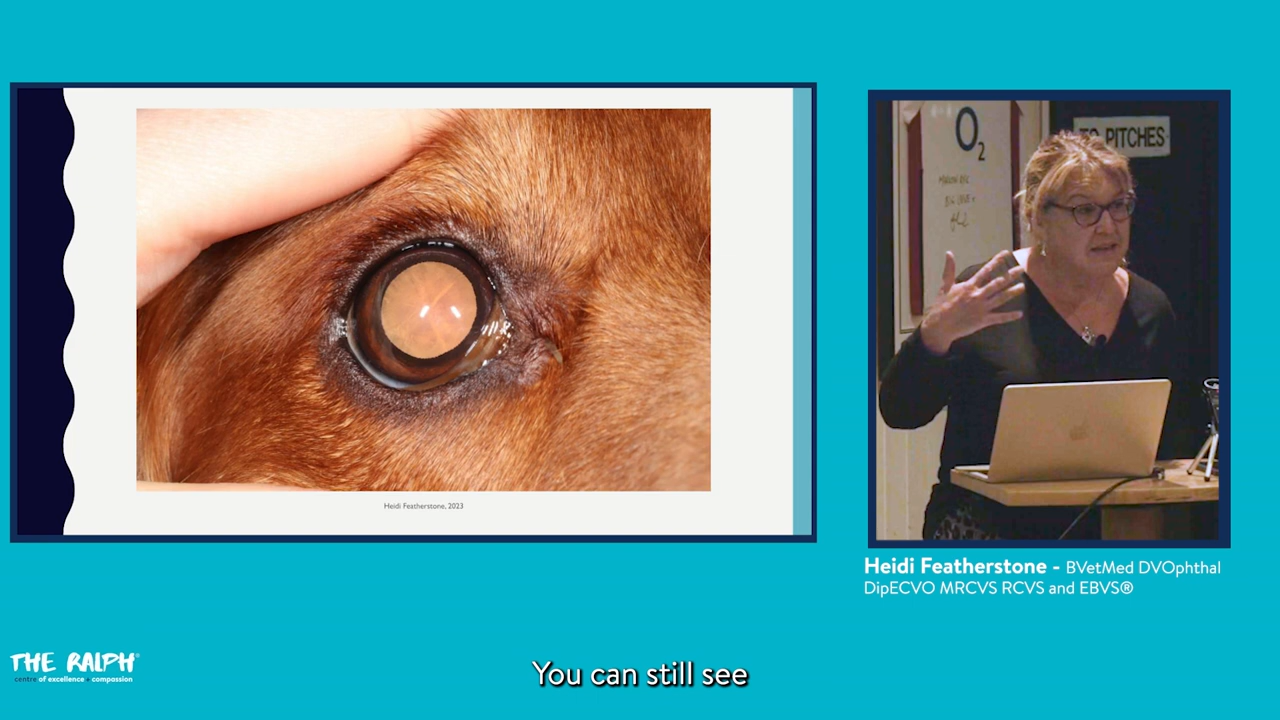 O2
TO PITCHES
Heidi Featherstone, 2023
Heidi Featherstone - BVetMed DVOphthal
DipECVO MRCVS RCVS and EBVS®
THE RALPH®
centre of excellence + compassion
You can still see